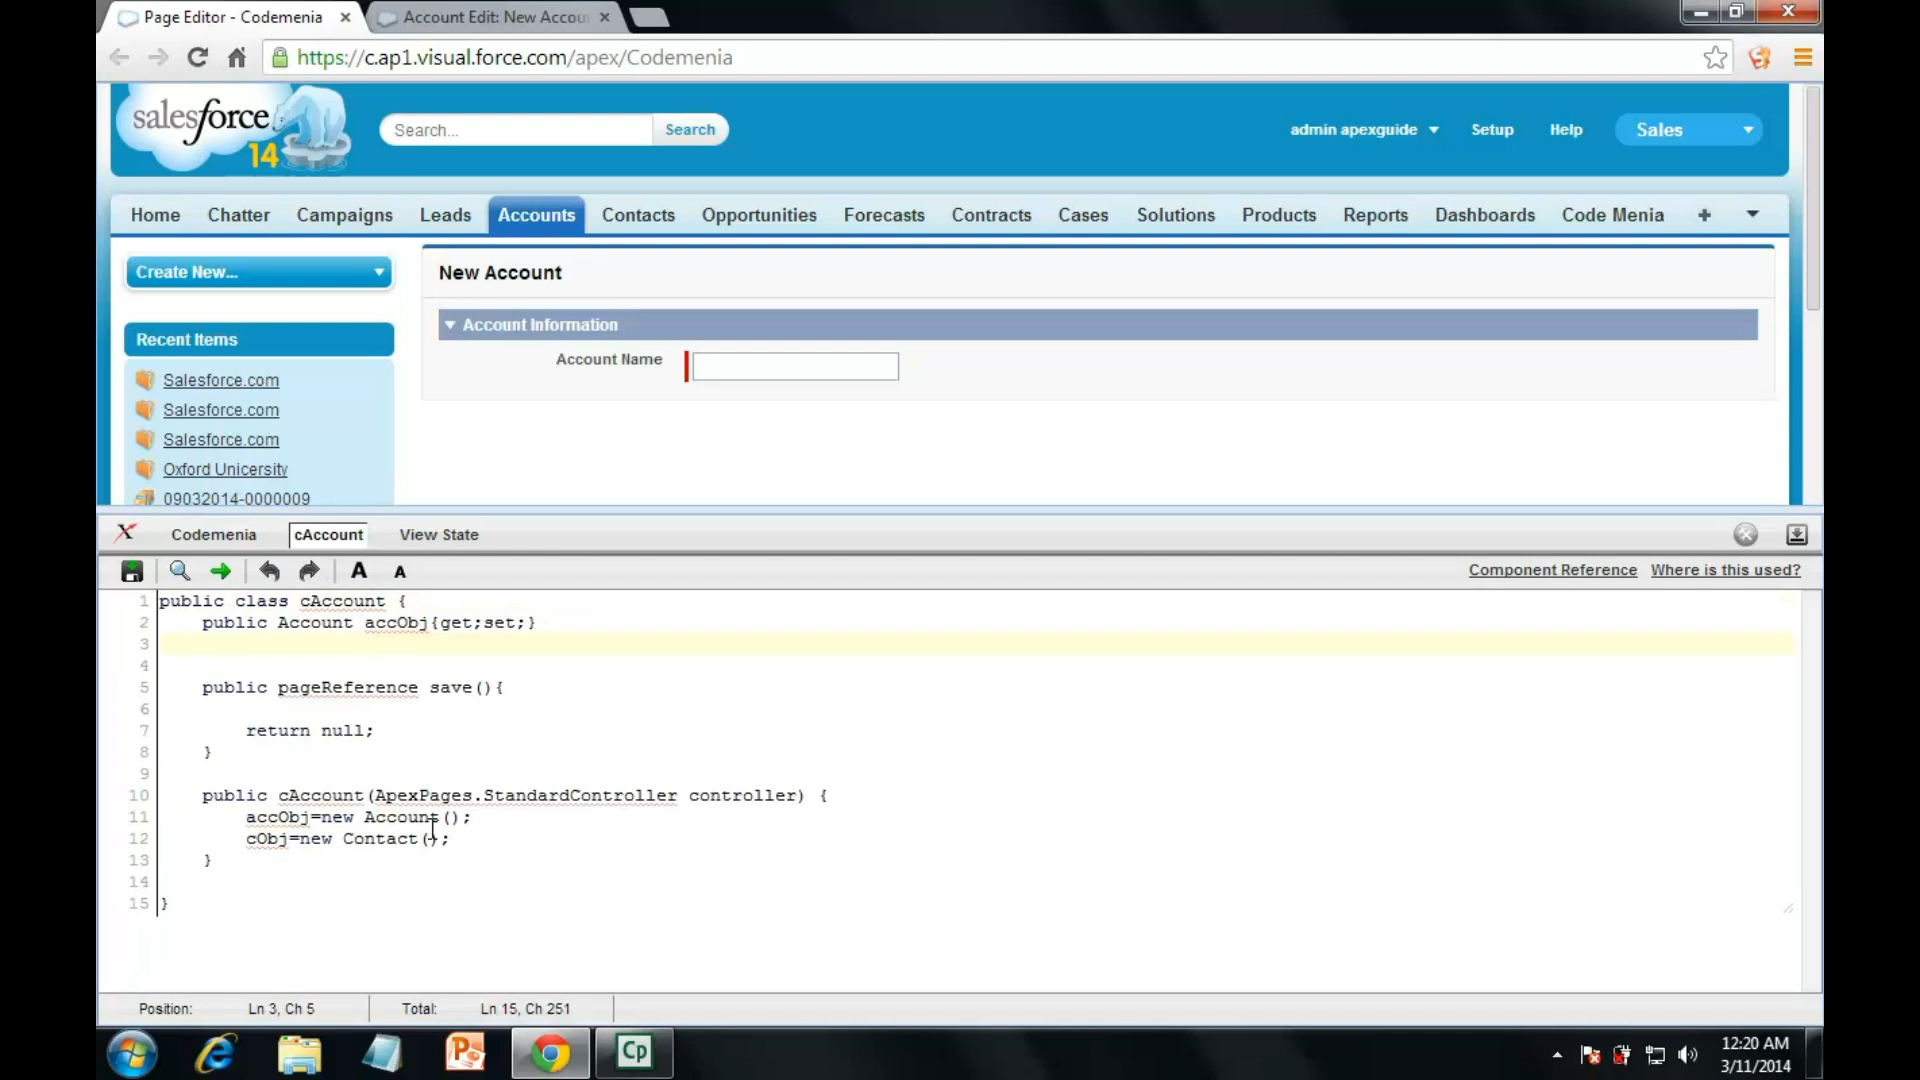 Page Editor - Codemenia
Account Edit: New Accou
https://c.ap1.visual.force.com/apex/Codemenia
salesforce
14
Search...
Search
admin apexguide
Setup
Help
Sales
Home
Chatter
Campaigns
Leads
Accounts
Contacts
Opportunities
Forecasts
Contracts
Cases
Solutions
Products
Reports
Dashboards
Code Menia
+
Create New...
New Account
Account Information
Account Name
Recent Items
Salesforce.com
Salesforce.com
Salesforce.com
Oxford Unicersity
09032014-0000009
Codemenia
cAccount
View State
A
A
Component Reference
Where is this used?
1 public class cAccount {
2 public Account accObj{get;set;}
3
4
5 public pageReference save(){
6
7 return null;
8 }
9
10 public cAccount(ApexPages.StandardController controller) {
11 accObj=new Account();
12 cObj=new Contact();
13 }
14
15 }
Position:
Ln 3, Ch 5
Total:
Ln 15, Ch 251
Cp
12:20 AM
3/11/2014